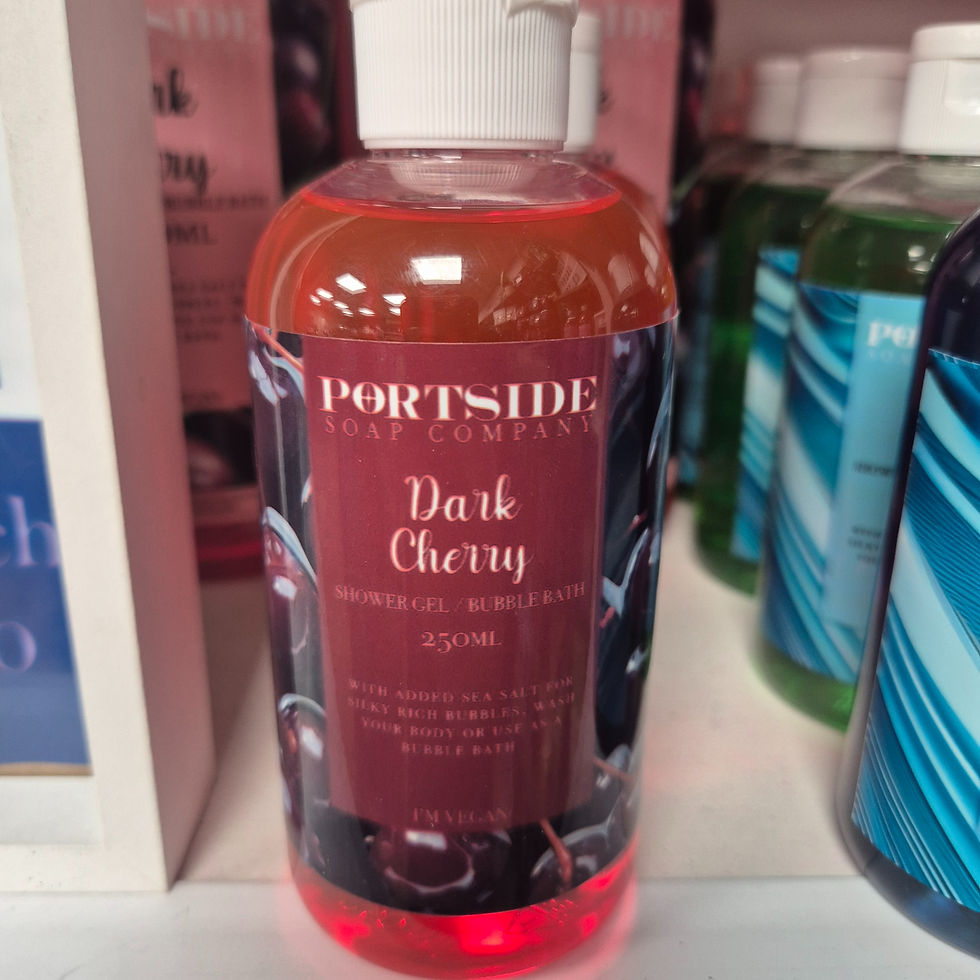 PORTSIDE
SOAP COMPANY
Dark
Cherry
SHOWER GEL / BUBBLE BATH
250ML
WITH ADDED SEA SALT FOR
SILKY RICH BUBBLES. WASH
YOUR BODY OR USE AS A
BUBBLE BATH
I'M VEGAN